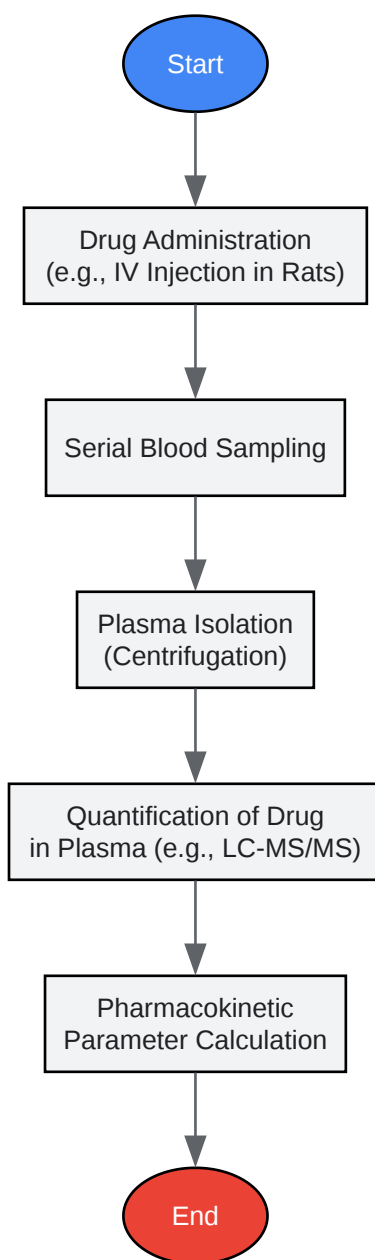 Start
Drug Administration
(e.g., IV Injection in Rats)
Serial Blood Sampling
Plasma Isolation
(Centrifugation)
Quantification of Drug
in Plasma (e.g., LC-MS/MS)
Pharmacokinetic
Parameter Calculation
End